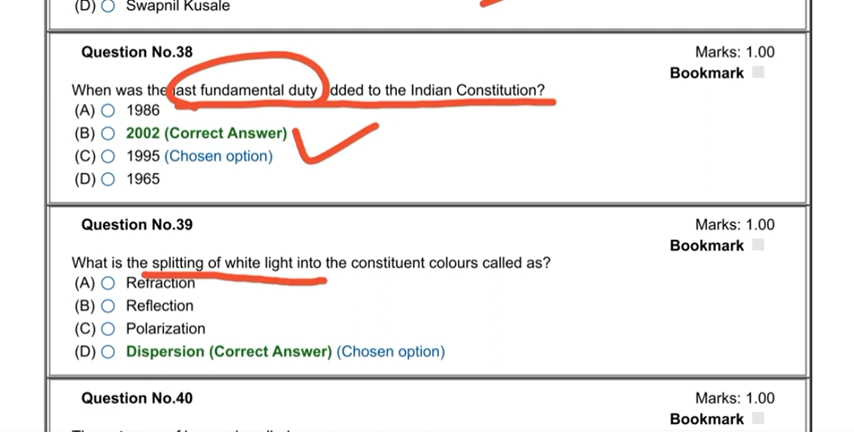 (D) Swapnil Kusale
Question No.38
Marks: 1.00
Bookmark
When was the last fundamental duty added to the Indian Constitution?
(A) 1986
(B) 2002 (Correct Answer)
(C) 1995 (Chosen option)
(D) 1965
Question No.39
Marks: 1.00
Bookmark
What is the splitting of white light into the constituent colours called as?
(A) Refraction
(B) Reflection
(C) Polarization
(D) Dispersion (Correct Answer) (Chosen option)
Question No.40
Marks: 1.00
Bookmark